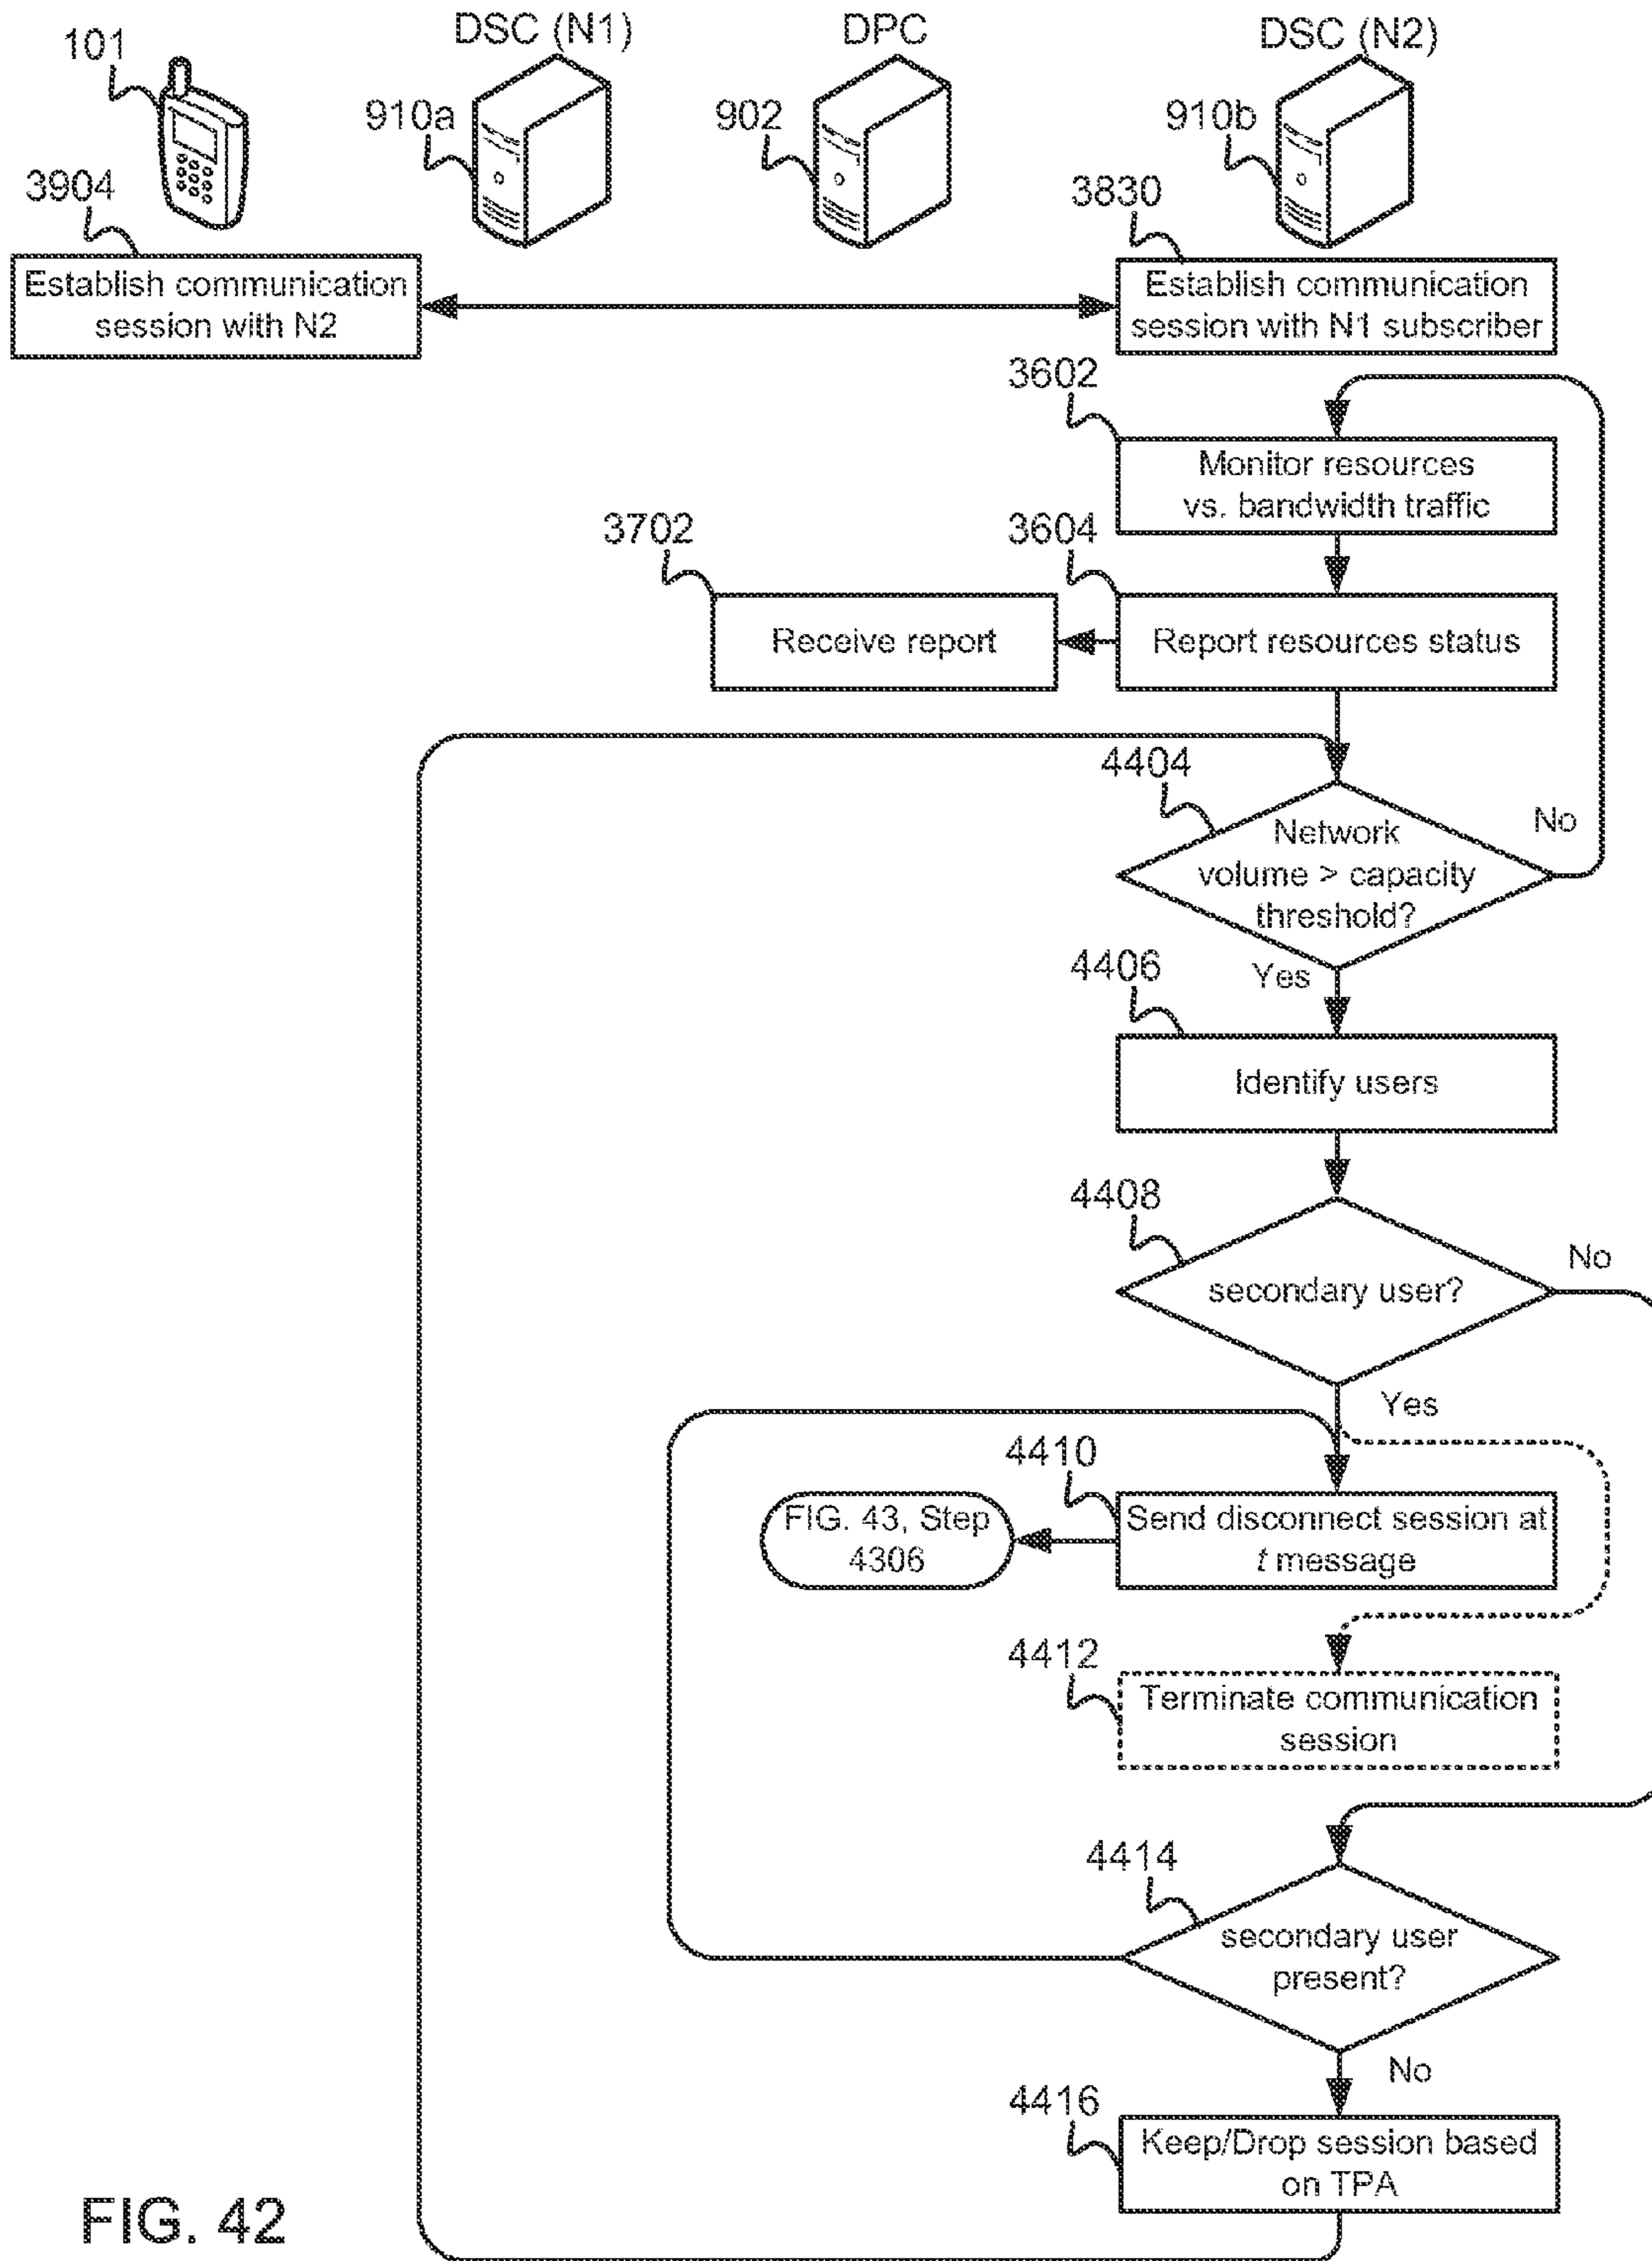 101
DSC (N1)
DPC
DSC (N2)
910a
902
910b
3904
3830
Establish communication
session with N2
Establish communication
session with N1 subscriber
3602
Monitor resources
vs. bandwidth traffic
3702
3604
Receive report
Report resources status
4404
No
Network
volume > capacity
threshold?
4406
Yes
Identify users
4408
No
secondary user?
Yes
4410
FIG. 43, Step
4306
Send disconnect session at
t message
4412
Terminate communication
session
4414
secondary user
present?
No
4416
Keep/Drop session based
on TPA
FIG. 42